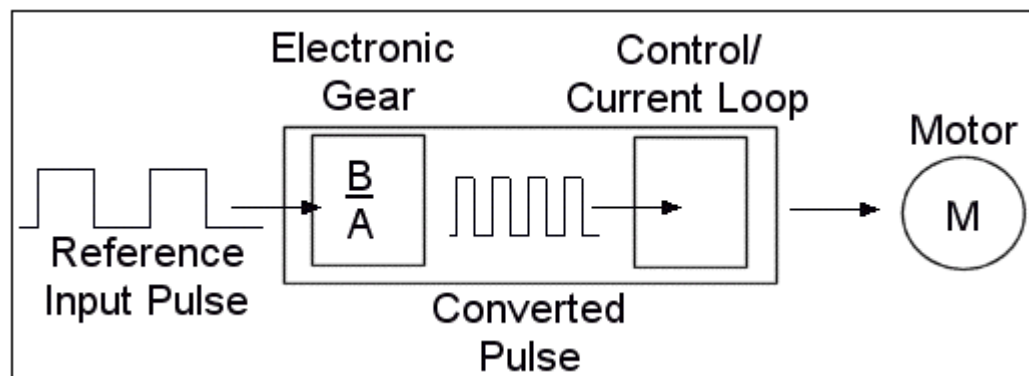 Electronic
Gear
Control/
Current Loop
Motor
B
A
M
Reference
Input Pulse
Converted
Pulse